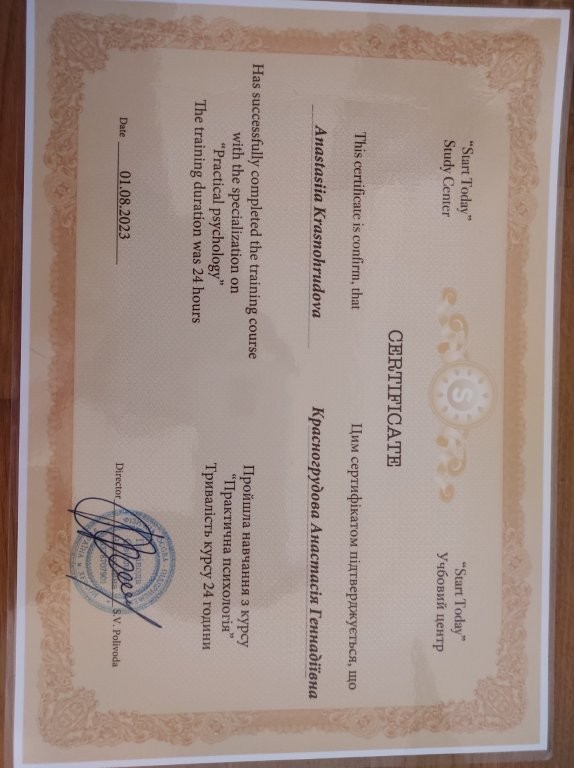 "Start Today"
Study Center
S
"Start Today"
Учбовий центр
CERTIFICATE
This certificate is confirm, that
Anastasiia Krasnohrudova
Has successfully completed the training course
with the specialization on
"Practical psychology"
The training duration was 24 hours
Date 01.08.2023
Цим сертифікатом підтверджується, що
Красногрудова Анастасія Геннадіївна
Пройшла навчання з курсу
"Практична психологія"
Тривалість курсу 24 години
Director S.V. Polivoda